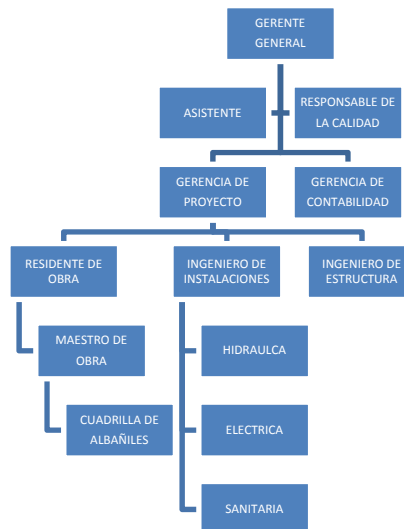 GERENTE
GENERAL
ASISTENTE
RESPONSABLE DE
LA CALIDAD
GERENCIA DE
PROYECTO
GERENCIA DE
CONTABILIDAD
RESIDENTE DE
OBRA
INGENIERO DE
INSTALACIONES
INGENIERO DE
ESTRUCTURA
MAESTRO DE
OBRA
HIDRAULCA
CUADRILLA DE
ALBAÑILES
ELECTRICA
SANITARIA